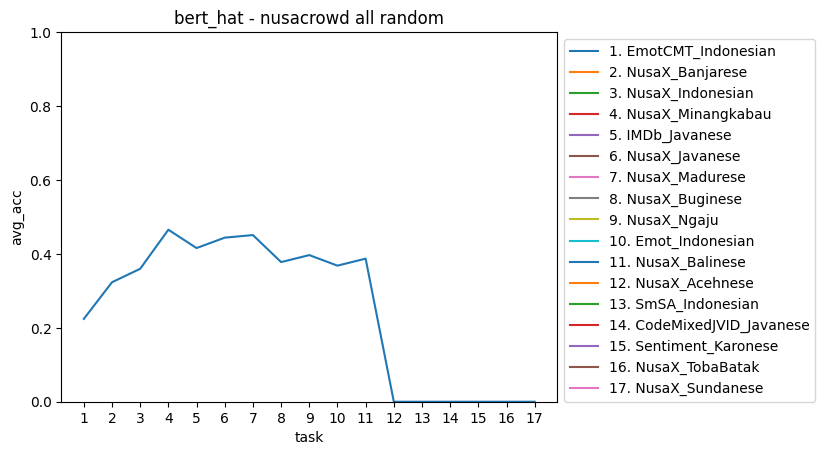 bert_hat - nusacrowd all random
1.0
0.8
0.6
0.4
0.2
0.0
avg_acc
1 2 3 4 5 6 7 8 9 10 11 12 13 14 15 16 17
task
1. EmotCMT_Indonesian
2. NusaX_Banjarese
3. NusaX_Indonesian
4. NusaX_Minangkabau
5. IMDb_Javanese
6. NusaX_Javanese
7. NusaX_Madurese
8. NusaX_Buginese
9. NusaX_Ngaju
10. Emot_Indonesian
11. NusaX_Balinese
12. NusaX_Acehnese
13. SmSA_Indonesian
14. CodeMixedJVID_Javanese
15. Sentiment_Karonese
16. NusaX_TobaBatak
17. NusaX_Sundanese